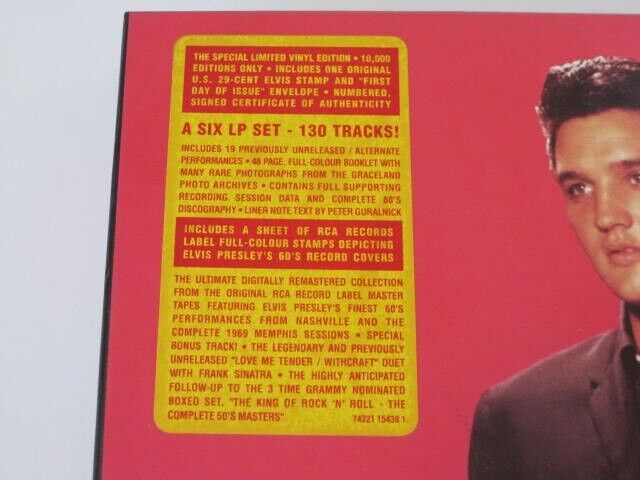 THE SPECIAL LIMITED VINYL EDITION • 10,000
EDITIONS ONLY • INCLUDES ONE ORIGINAL
U.S. 29-CENT ELVIS STAMP AND "FIRST
DAY OF ISSUE" ENVELOPE • NUMBERED,
SIGNED CERTIFICATE OF AUTHENTICITY
A SIX LP SET - 130 TRACKS!
INCLUDES 19 PREVIOUSLY UNRELEASED / ALTERNATE
PERFORMANCES • 48 PAGE, FULL-COLOUR BOOKLET WITH
MANY RARE PHOTOGRAPHS FROM THE GRACELAND
PHOTO ARCHIVES • CONTAINS FULL SUPPORTING
RECORDING SESSION DATA AND COMPLETE 60'S
DISCOGRAPHY • LINER NOTE TEXT BY PETER GURALNICK
INCLUDES A SHEET OF RCA RECORDS
LABEL FULL-COLOUR STAMPS DEPICTING
ELVIS PRESLEY'S 60'S RECORD COVERS
THE ULTIMATE DIGITALLY REMASTERED COLLECTION
FROM THE ORIGINAL RCA RECORD LABEL MASTER
TAPES FEATURING ELVIS PRESLEY'S FINEST 60'S
PERFORMANCES FROM NASHVILLE AND THE
COMPLETE 1969 MEMPHIS SESSIONS • SPECIAL
BONUS TRACK! • THE LEGENDARY AND PREVIOUSLY
UNRELEASED "LOVE ME TENDER / WITHCRAFT" DUET
WITH FRANK SINATRA • THE HIGHLY ANTICIPATED
FOLLOW-UP TO THE 3 TIME GRAMMY NOMINATED
BOXED SET, "THE KING OF ROCK 'N' ROLL - THE
COMPLETE 50'S MASTERS" 74321 15438 1